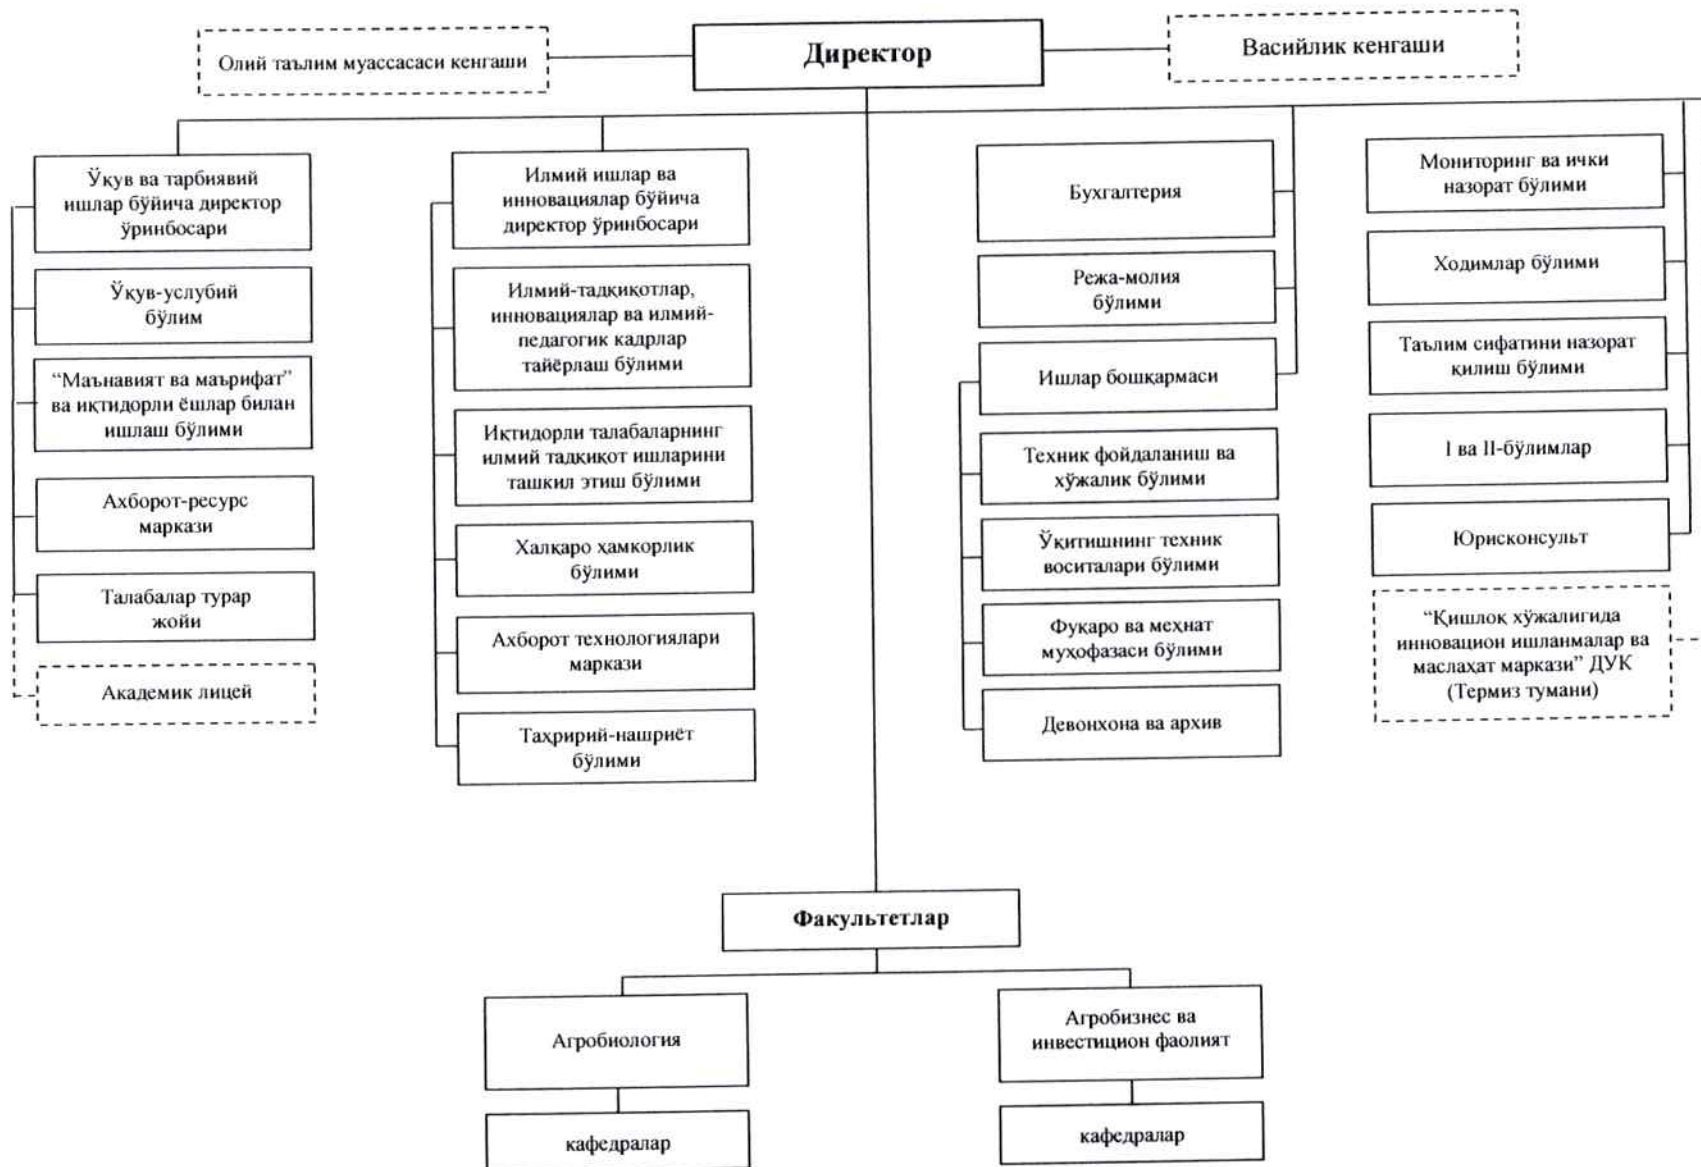 Олий таълим муассасаси кенгаши
Директор
Васийлик кенгаши
Ўқув ва тарбиявий
ишлар бўйича директор
ўринбосари
Ўқув-услубий
бўлим
“Маънавият ва маърифат”
ва иқтидорли ёшлар билан
ишлаш бўлими
Ахборот-ресурс
маркази
Талабалар турар
жойи
Академик лицей
Илмий ишлар ва
инновациялар бўйича
директор ўринбосари
Илмий-тадқиқотлар,
инновациялар ва илмий-
педагогик кадрлар
тайёрлаш бўлими
Иқтидорли талабаларнинг
илмий тадқиқот ишларини
ташкил этиш бўлими
Халқаро ҳамкорлик
бўлими
Ахборот технологиялари
маркази
Таҳририй-нашриёт
бўлими
Бухгалтерия
Режа-молия
бўлими
Ишлар бошқармаси
Техник фойдаланиш ва
хўжалик бўлими
Ўқитишнинг техник
воситалари бўлими
Фуқаро ва меҳнат
муҳофазаси бўлими
Девонхона ва архив
Мониторинг ва ички
назорат бўлими
Ходимлар бўлими
Таълим сифатини назорат
қилиш бўлими
I ва II-бўлимлар
Юрисконсульт
“Қишлоқ хўжалигида
инновацион ишланмалар ва
маслаҳат маркази” ДУК
(Термиз тумани)
Факультетлар
Агробиология
кафедралар
Агробизнес ва
инвестицион фаолият
кафедралар